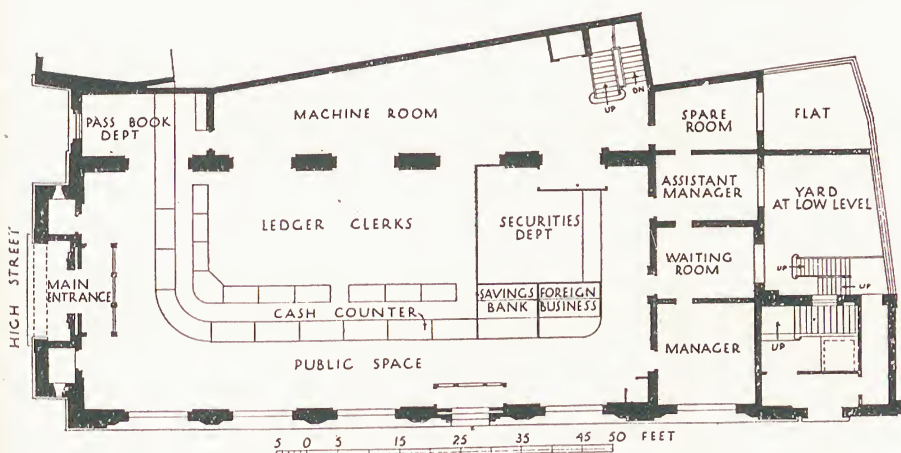 PASS BOOK
DEPT
MACHINE ROOM
UP
DN
SPARE
ROOM
FLAT
ASSISTANT
MANAGER
YARD
AT LOW LEVEL
LEDGER CLERKS
SECURITIES
DEPT
WAITING
ROOM
UP
UP
HIGH STREET
MAIN
ENTRANCE
SAVINGS
BANK
FOREIGN
BUSINESS
CASH COUNTER
MANAGER
UP
PUBLIC SPACE
5 0 5 15 25 35 45 50 FEET